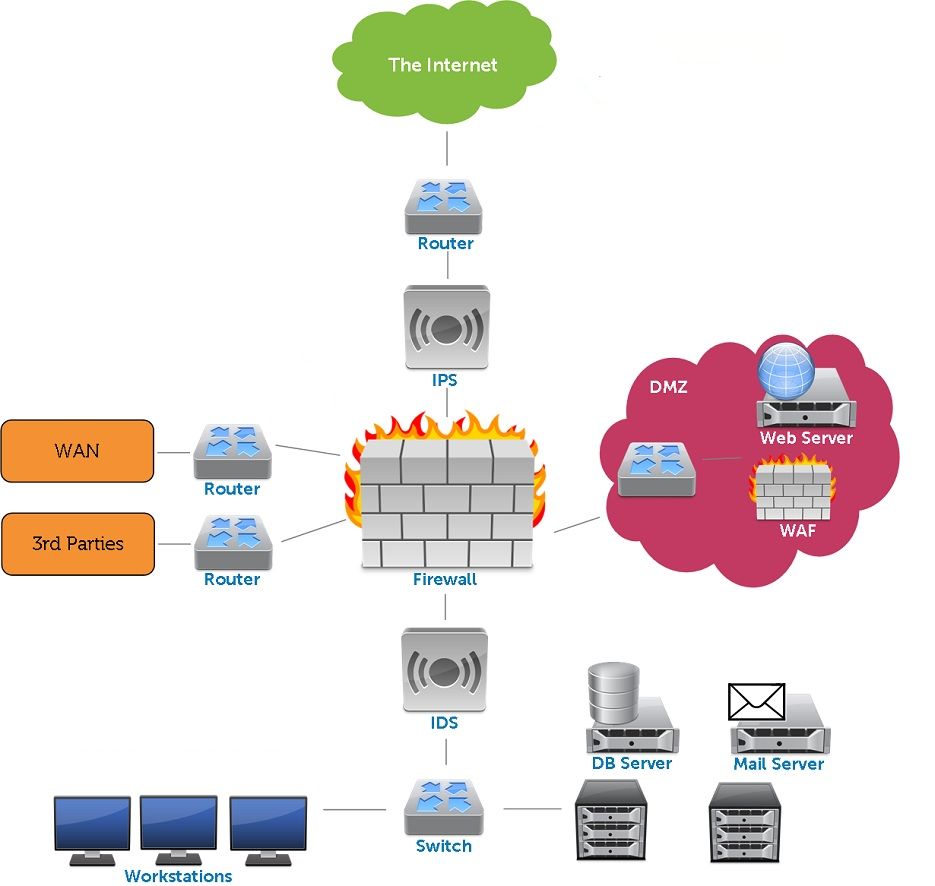 The Internet
Router
IPS
DMZ
Web Server
WAN
Router
WAF
3rd Parties
Router
Firewall
IDS
DB Server
Mail Server
Switch
Workstations